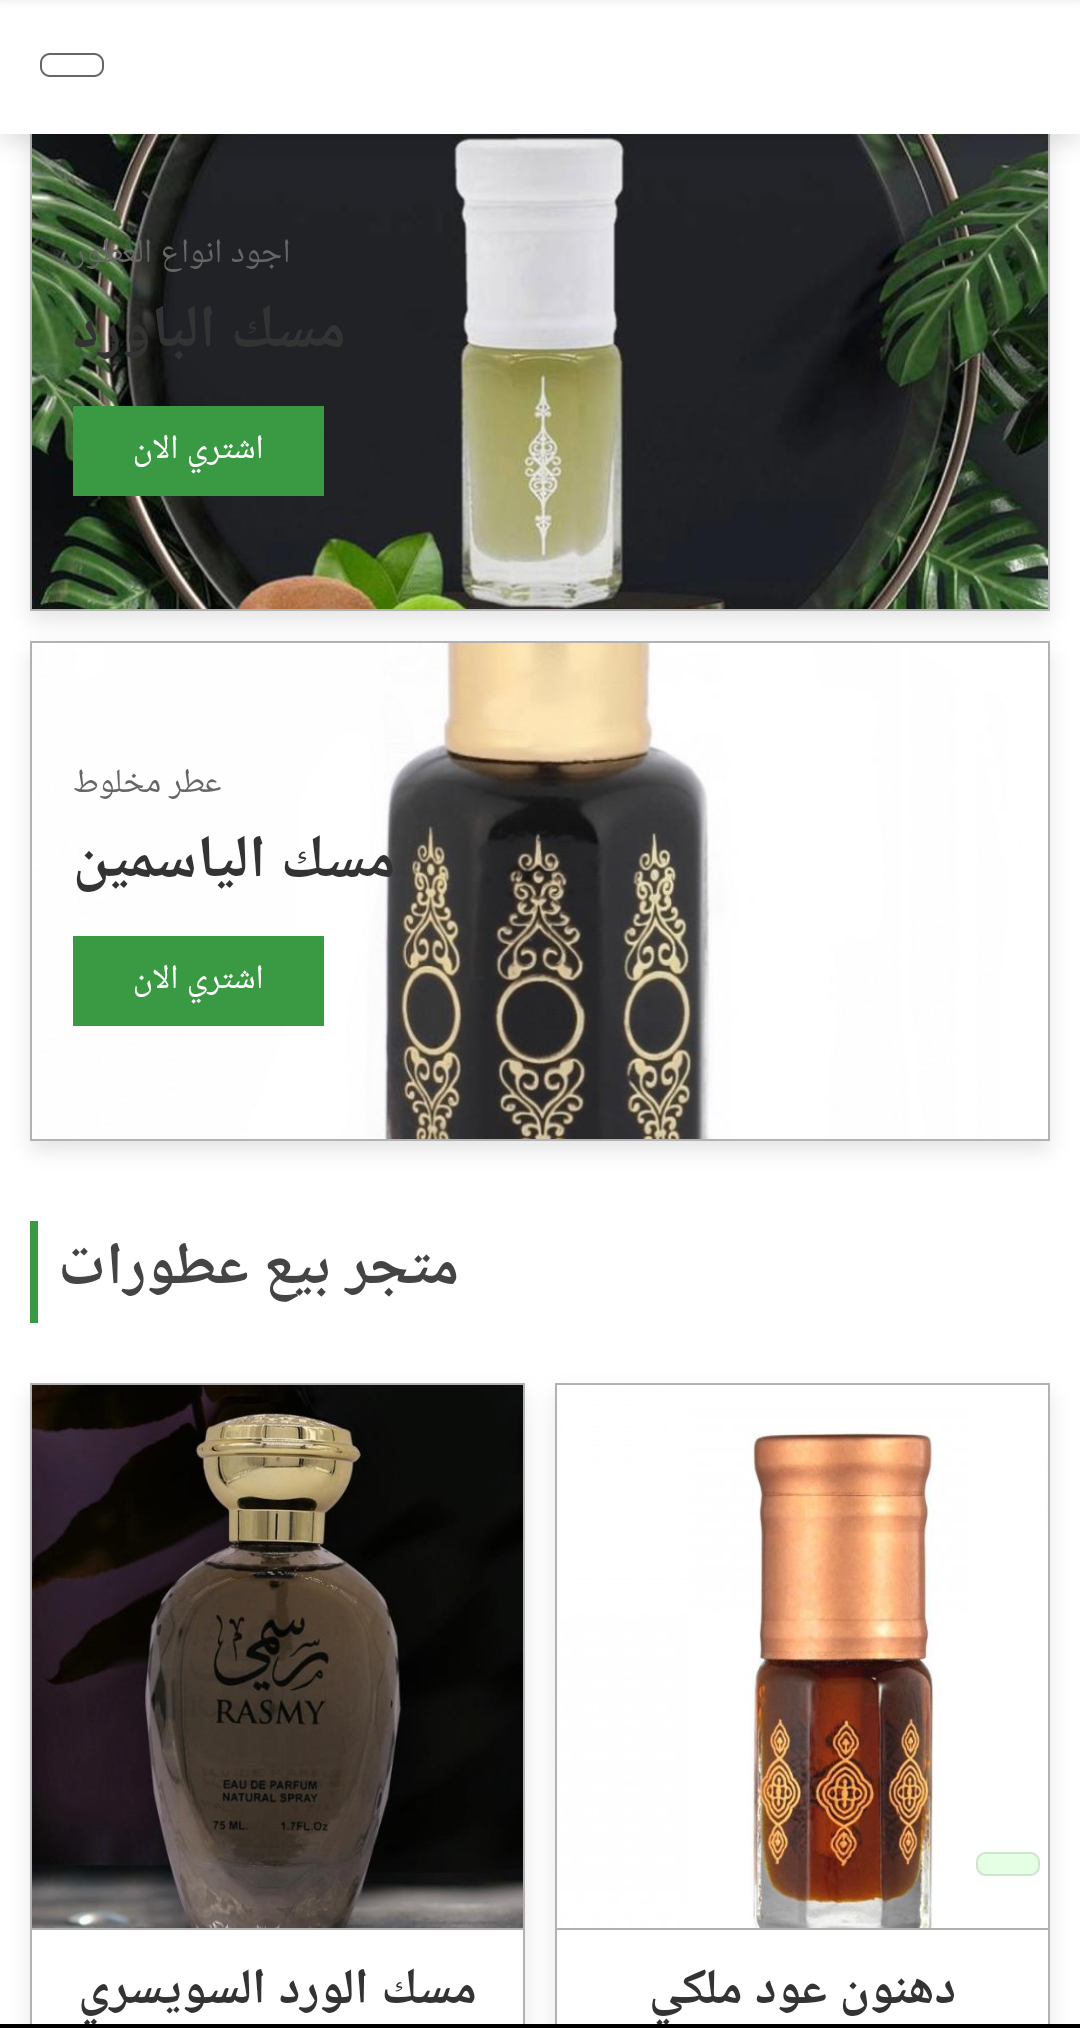 اجود انواع العطور
مسك الباورد
اشتري الان
عطر مخلوط
مسك الياسمين
اشتري الان
متجر بيع عطورات
رسمي
RASMY
EAU DE PARFUM
NATURAL SPRAY
75 ML. 1.7FL.Oz
مسك الورد السويسري
دهنون عود ملكي